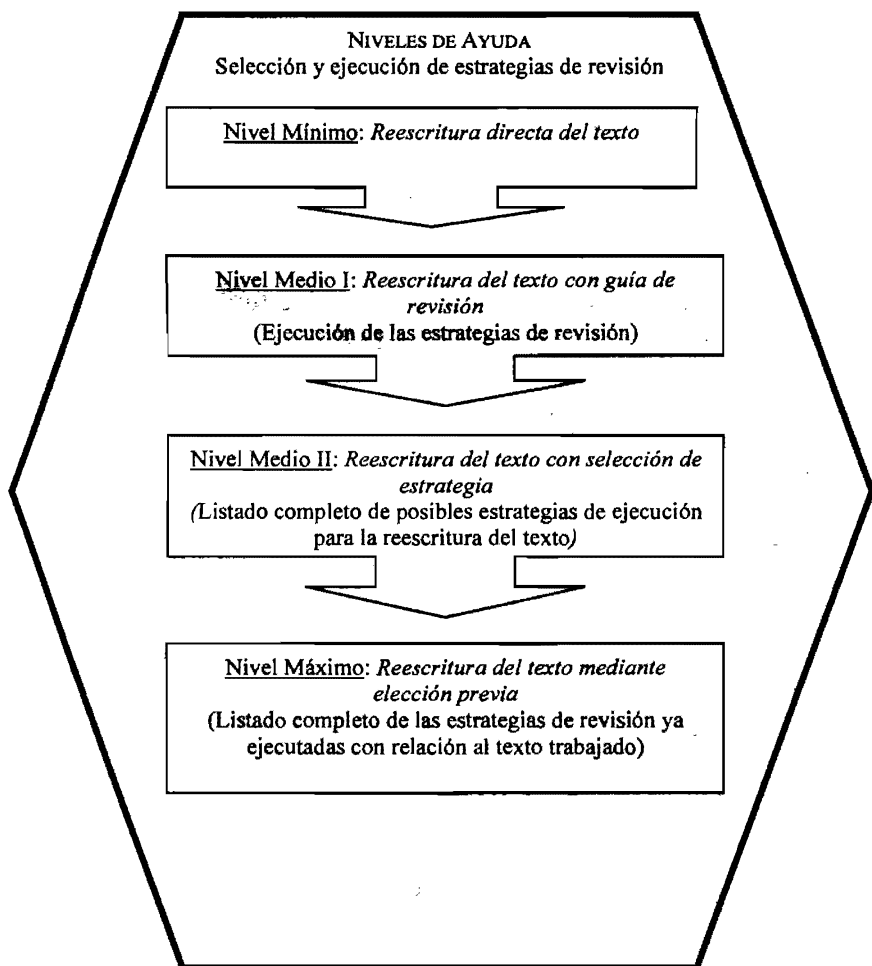 NIVELES DE AYUDA
Selección y ejecución de estrategias de revisión
Nivel Mínimo: Reescritura directa del texto
Nivel Medio I: Reescritura del texto con guía de
revisión
(Ejecución de las estrategias de revisión)
Nivel Medio II: Reescritura del texto con selección de
estrategia
(Listado completo de posibles estrategias de ejecución
para la reescritura del texto)
Nivel Máximo: Reescritura del texto mediante
elección previa
(Listado completo de las estrategias de revisión ya
ejecutadas con relación al texto trabajado)